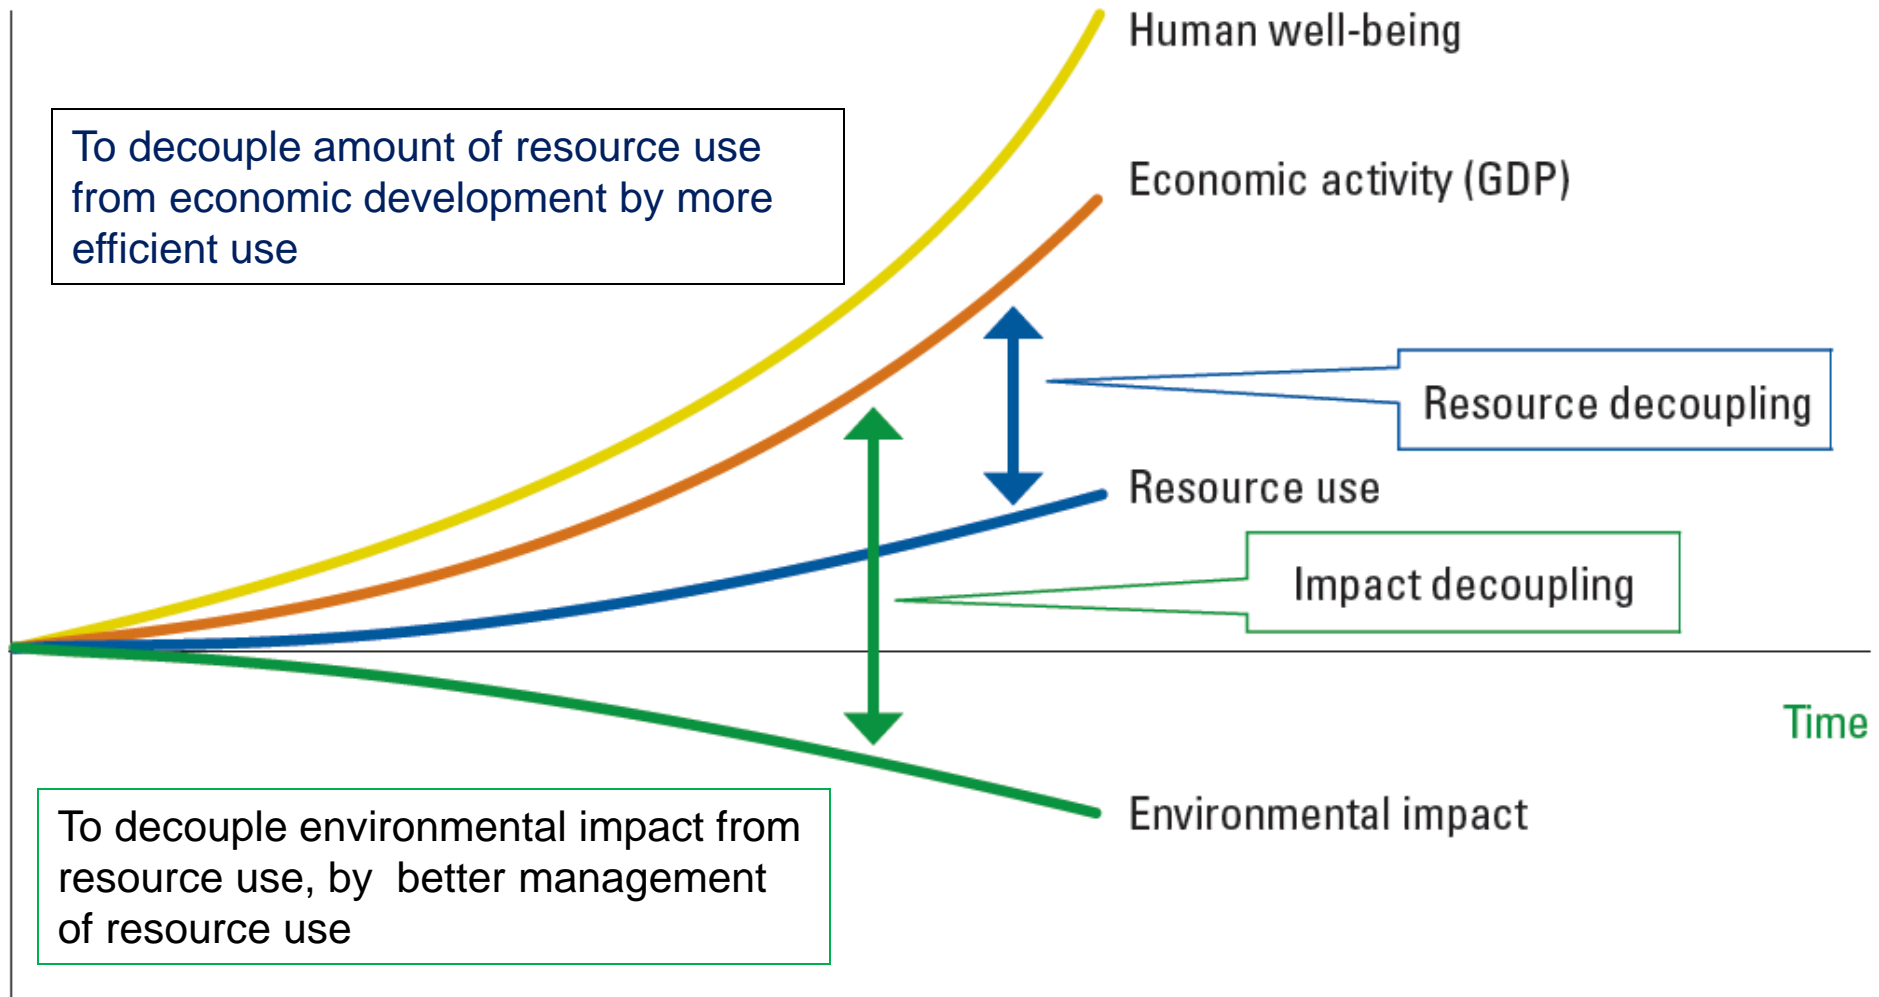 Human well-being
To decouple amount of resource use
from economic development by more
efficient use
Economic activity (GDP)
Resource decoupling
Resource use
Impact decoupling
Time
Environmental impact
To decouple environmental impact from
resource use, by  better management
of resource use